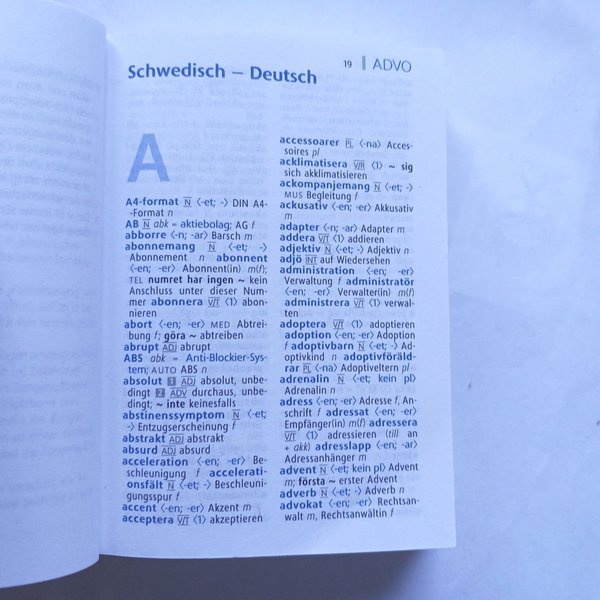 19 ‖ ADVO
Schwedisch – Deutsch
A
A4-format N ⟨-et; -⟩ DIN A4-
-Format n
AB N abk = aktiebolag; AG f
abborre ⟨-n; -ar⟩ Barsch m
abonnemang N ⟨-et; -⟩
Abonnement n abonnent
⟨-en; -er⟩ Abonnent(in) m(f);
TEL numret har ingen ~ kein
Anschluss unter dieser Num-
mer abonnera V/T ⟨1⟩ abon-
nieren
abort ⟨-en; -er⟩ MED Abtrei-
bung f; göra ~ abtreiben
abrupt ADJ abrupt
ABS abk = Anti-Blockier-Sys-
tem; AUTO ABS n
absolut 1 ADJ absolut, unbe-
dingt 2 ADV durchaus, unbe-
dingt; ~ inte keinesfalls
abstinenssymptom N ⟨-et;
-⟩ Entzugserscheinung f
abstrakt ADJ abstrakt
absurd ADJ absurd
acceleration ⟨-en; -er⟩ Be-
schleunigung f accelerati-
onsfält N ⟨-et; -⟩ Beschleuni-
gungsspur f
accent ⟨-en; -er⟩ Akzent m
acceptera V/T ⟨1⟩ akzeptieren
accessoarer PL ⟨-na⟩ Acces-
soires pl
acklimatisera V/R ⟨1⟩ ~ sig
sich akklimatisieren
ackompanjemang N ⟨-et; -⟩
MUS Begleitung f
ackusativ ⟨-en; -er⟩ Akkusativ
m
adapter ⟨-n; -ar⟩ Adapter m
addera V/T ⟨1⟩ addieren
adjektiv N ⟨-et; -⟩ Adjektiv n
adjö INT auf Wiedersehen
administration ⟨-en; -er⟩
Verwaltung f administratör
⟨-en; -er⟩ Verwalter(in) m(f)
administrera V/T ⟨1⟩ verwal-
ten
adoptera V/T ⟨1⟩ adoptieren
adoption ⟨-en; -er⟩ Adoption
f adoptivbarn N ⟨-et; -⟩ Ad-
optivkind n adoptivföräld-
rar PL ⟨-na⟩ Adoptiveltern pl
adrenalin N ⟨-et; kein pl⟩
Adrenalin n
adress ⟨-en; -er⟩ Adresse f, An-
schrift f adressat ⟨-en; -er⟩
Empfänger(in) m(f) adressera
V/T ⟨1⟩ adressieren (till an
+ akk) adresslapp ⟨-en; -ar⟩
Adressanhänger m
advent N ⟨-et; kein pl⟩ Advent
m; första ~ erster Advent
adverb N ⟨-et; -⟩ Adverb n
advokat ⟨-en; -er⟩ Rechtsan-
walt m, Rechtsanwältin f